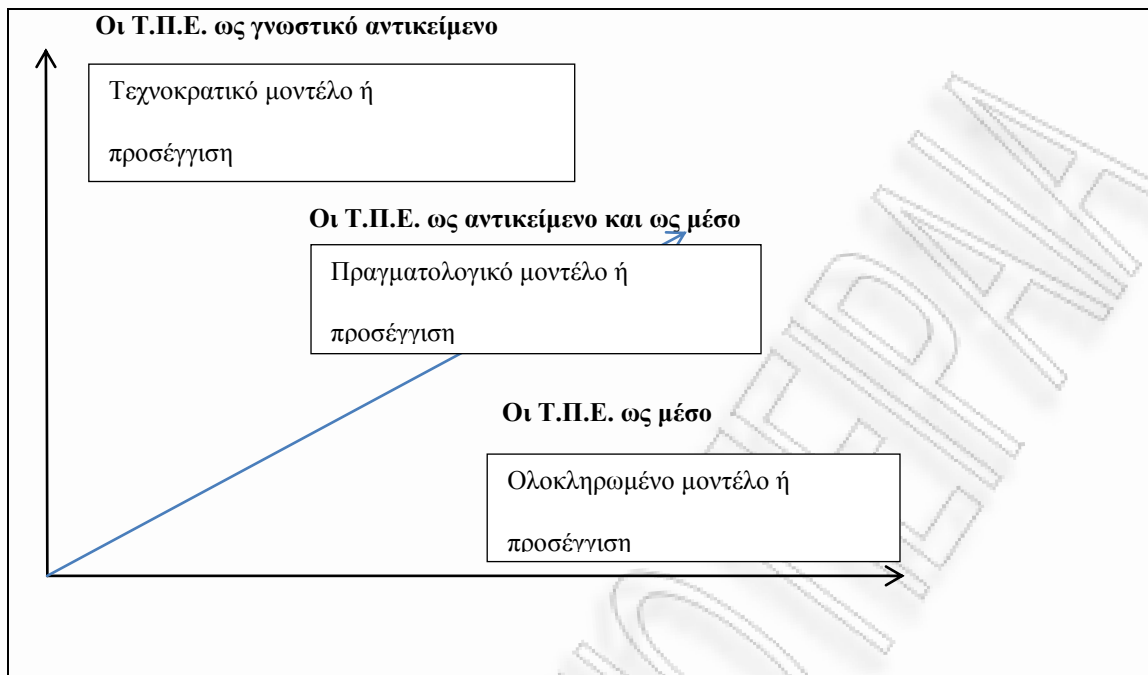 Οι Τ.Π.Ε. ως γνωστικό αντικείμενο
Τεχνοκρατικό μοντέλο ή
προσέγγιση
Οι Τ.Π.Ε. ως αντικείμενο και ως μέσο
Πραγματολογικό μοντέλο ή
προσέγγιση
Οι Τ.Π.Ε. ως μέσο
Ολοκληρωμένο μοντέλο ή
προσέγγιση